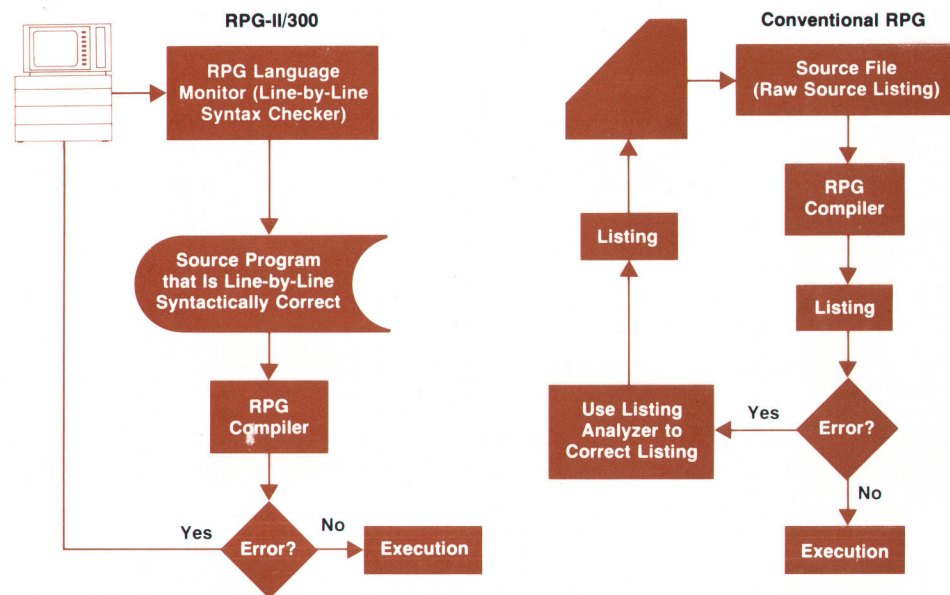 RPG-II/300
RPG Language
Monitor (Line-by-Line
Syntax Checker)
Source Program
that Is Line-by-Line
Syntactically Correct
RPG
Compiler
Error?
Yes
No
Execution
Conventional RPG
Source File
(Raw Source Listing)
RPG
Compiler
Listing
Error?
Yes
No
Use Listing
Analyzer to
Correct Listing
Listing
Execution